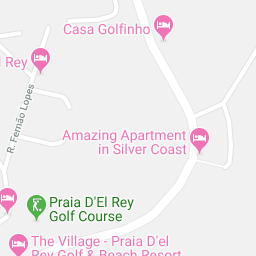 Casa Golfinho
l Rey
R. Fernão Lopes
Amazing Apartment
in Silver Coast
Praia D'El Rey
Golf Course
The Village - Praia D'el
Rey Golf & Beach Resort